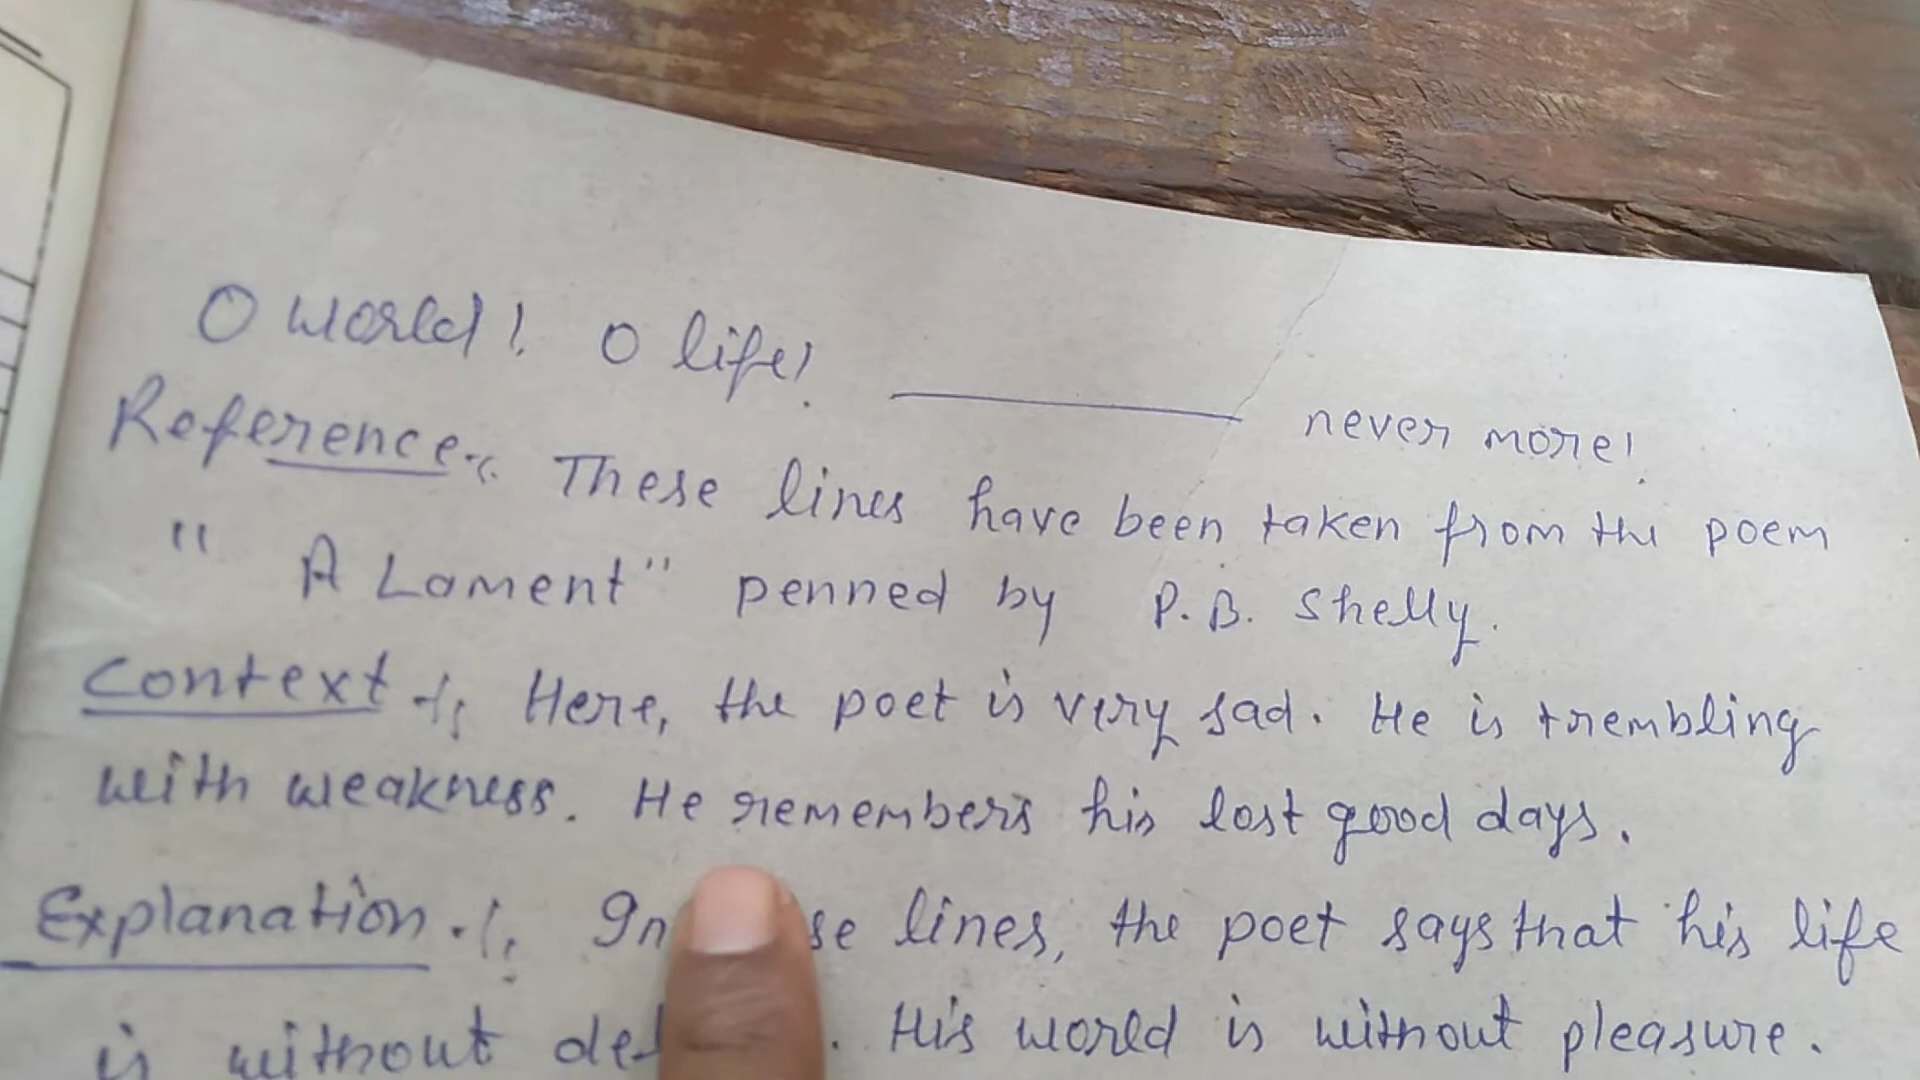 O world! O life! ________ never more!
Reference:- These lines have been taken from the poem
" A Lament" penned by P.B. Shelly.
Context :- Here, the poet is very sad. He is trembling
with weakness. He remembers his lost good days.
Explanation :- In lines, the poet says that his life
is without . His world is without pleasure.